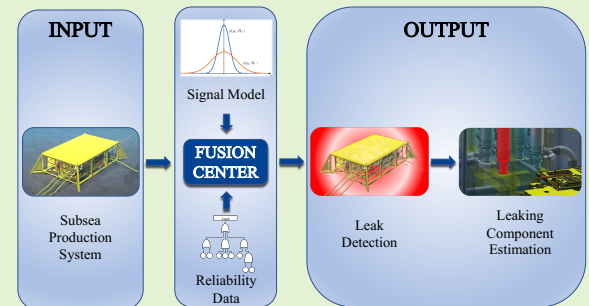 INPUT
Subsea
Production
System
Signal Model
FUSION
CENTER
Reliability
Data
OUTPUT
Leak
Detection
Leaking
Component
Estimation